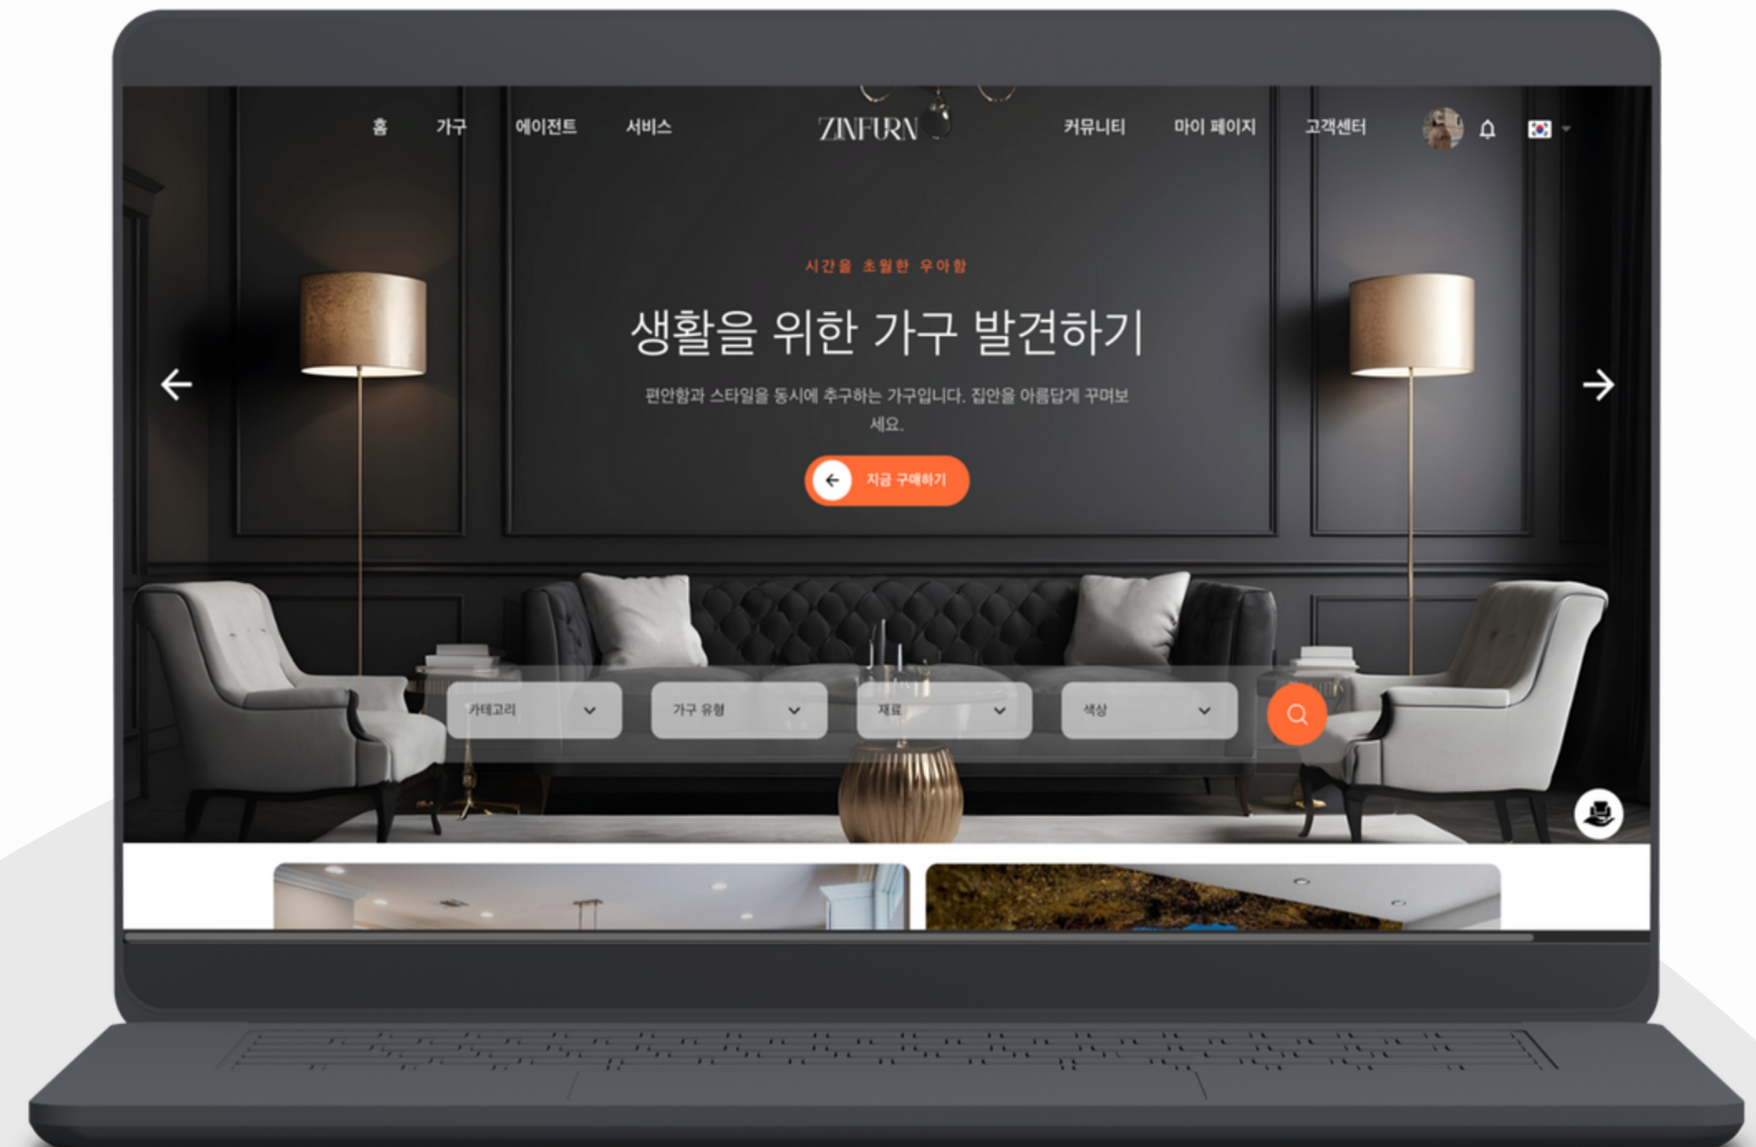 홈 가구 에이전트 서비스 ZINFURN 커뮤니티 마이 페이지 고객센터
시간을 초월한 우아함
생활을 위한 가구 발견하기
편안함과 스타일을 동시에 추구하는 가구입니다. 집안을 아름답게 꾸며보
세요.
지금 구매하기
카테고리 가구 유형 재료 색상